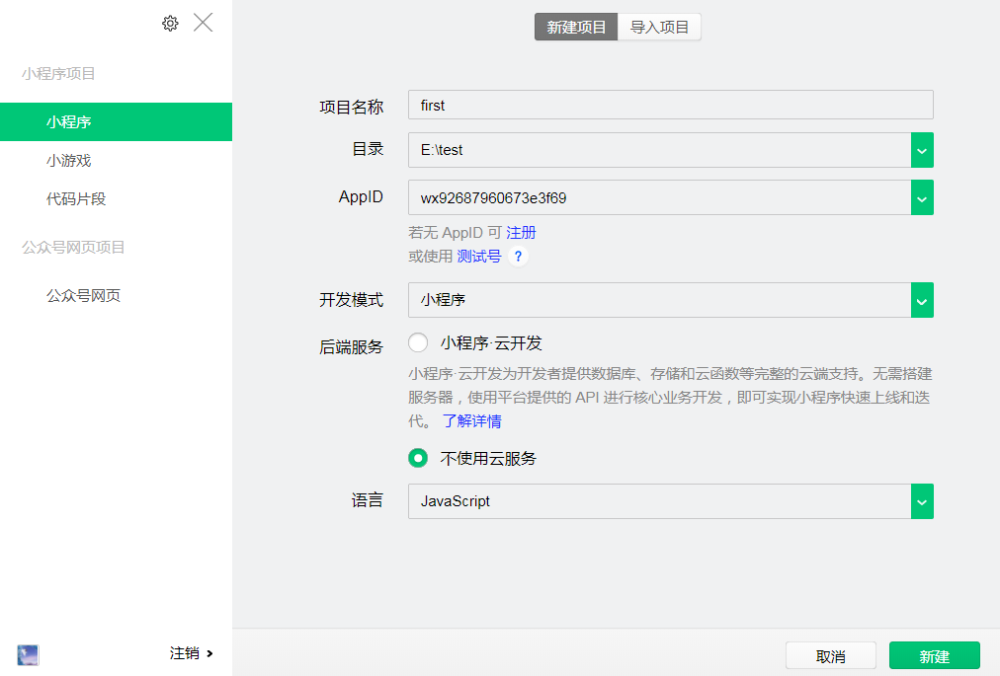 小程序项目
小程序
小游戏
代码片段
公众号网页项目
公众号网页
注销
新建项目 导入项目
项目名称 first
目录 E:\test
AppID wx92687960673e3f69
若无 AppID 可 注册
或使用 测试号 ?
开发模式 小程序
后端服务 小程序·云开发
小程序·云开发为开发者提供数据库、存储和云函数等完整的云端支持。无需搭建
服务器，使用平台提供的 API 进行核心业务开发，即可实现小程序快速上线和迭
代。 了解详情
不使用云服务
语言 JavaScript
取消 新建